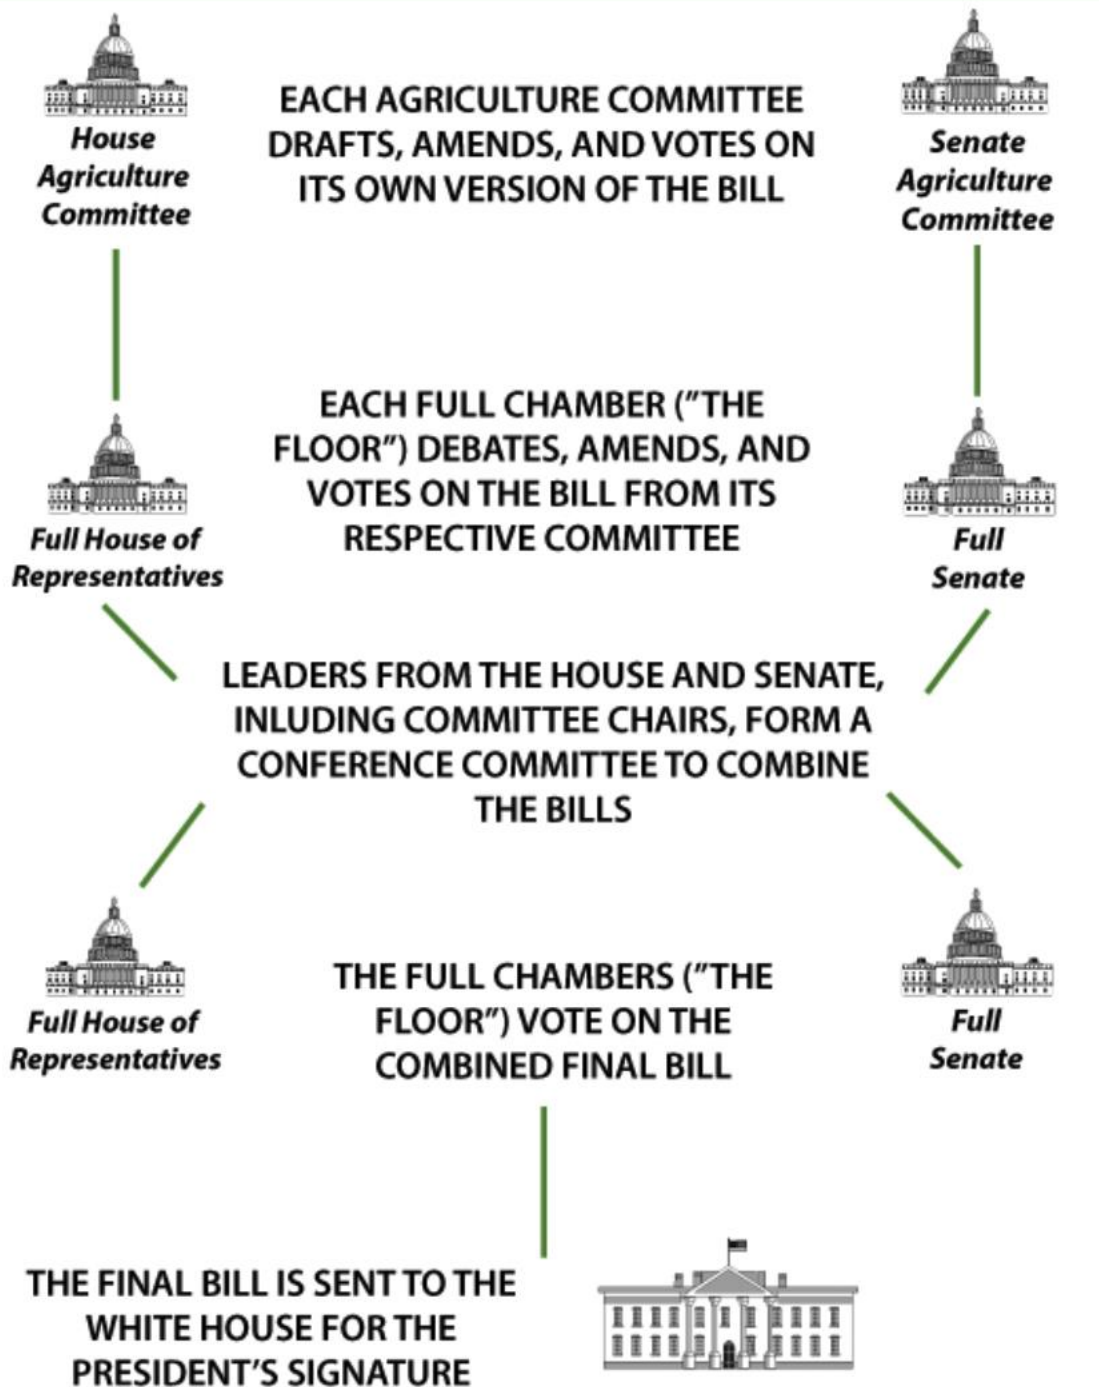 House
Agriculture
Committee
EACH AGRICULTURE COMMITTEE
DRAFTS, AMENDS, AND VOTES ON
ITS OWN VERSION OF THE BILL
Senate
Agriculture
Committee
Full House of
Representatives
EACH FULL CHAMBER ("THE
FLOOR") DEBATES, AMENDS, AND
VOTES ON THE BILL FROM ITS
RESPECTIVE COMMITTEE
Full
Senate
LEADERS FROM THE HOUSE AND SENATE,
INLUDING COMMITTEE CHAIRS, FORM A
CONFERENCE COMMITTEE TO COMBINE
THE BILLS
Full House of
Representatives
THE FULL CHAMBERS ("THE
FLOOR") VOTE ON THE
COMBINED FINAL BILL
Full
Senate
THE FINAL BILL IS SENT TO THE
WHITE HOUSE FOR THE
PRESIDENT'S SIGNATURE